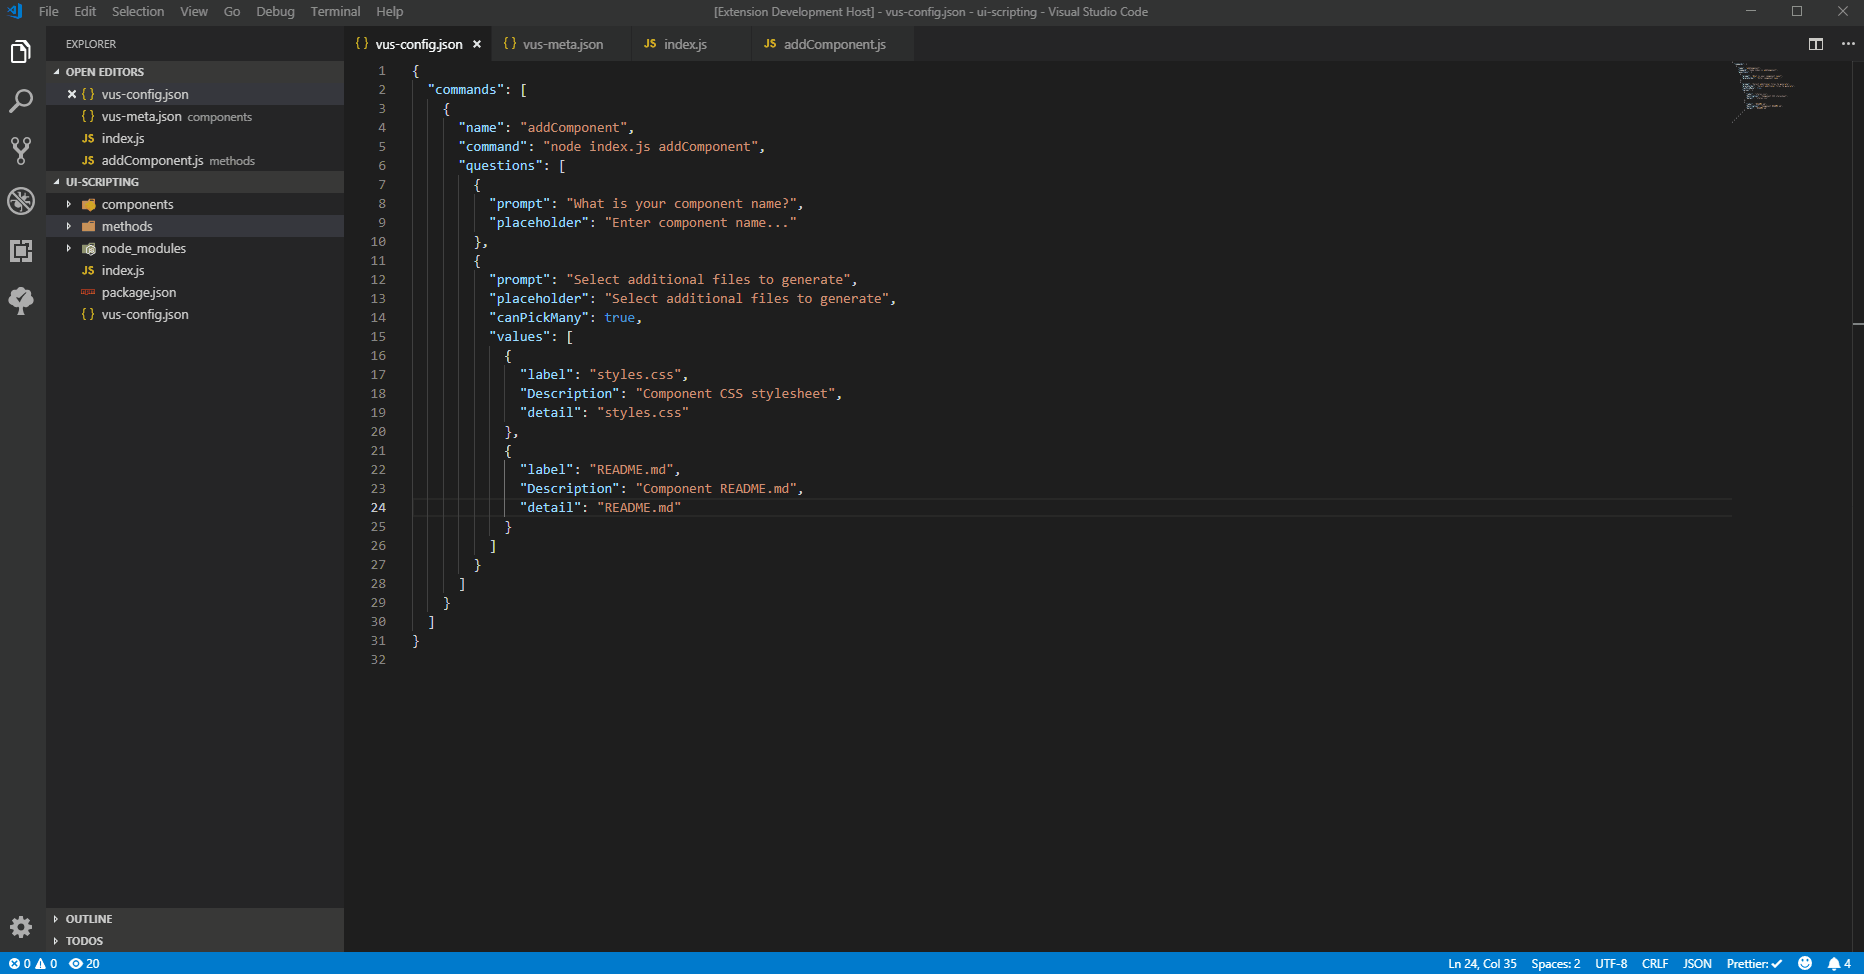 File Edit Selection View Go Debug Terminal Help
[Extension Development Host] - vus-config.json - ui-scripting - Visual Studio Code
EXPLORER
OPEN EDITORS
{ } vus-config.json
{ } vus-meta.json components
JS index.js
JS addComponent.js methods
UI-SCRIPTING
components
methods
node_modules
JS index.js
package.json
{ } vus-config.json
OUTLINE
TODOS
{ } vus-config.json { } vus-meta.json JS index.js JS addComponent.js
1 {
2 "commands": [
3 {
4 "name": "addComponent",
5 "command": "node index.js addComponent",
6 "questions": [
7 {
8 "prompt": "What is your component name?",
9 "placeholder": "Enter component name..."
10 },
11 {
12 "prompt": "Select additional files to generate",
13 "placeholder": "Select additional files to generate",
14 "canPickMany": true,
15 "values": [
16 {
17 "label": "styles.css",
18 "Description": "Component CSS stylesheet",
19 "detail": "styles.css"
20 },
21 {
22 "label": "README.md",
23 "Description": "Component README.md",
24 "detail": "README.md"
25 }
26 ]
27 }
28 ]
29 }
30 ]
31 }
32
0 0 20
Ln 24, Col 35 Spaces: 2 UTF-8 CRLF JSON Prettier: ✓ 4